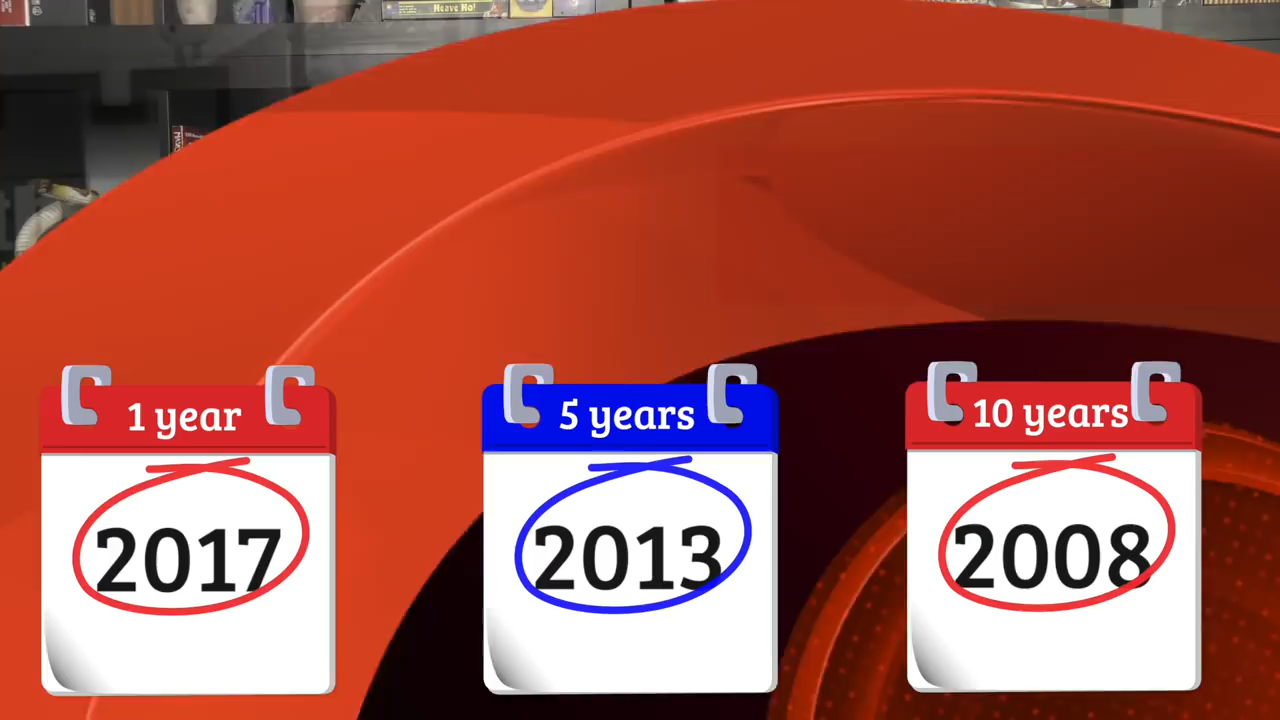 Heave Ho!
1 year
5 years
10 years
2017
2013
2008